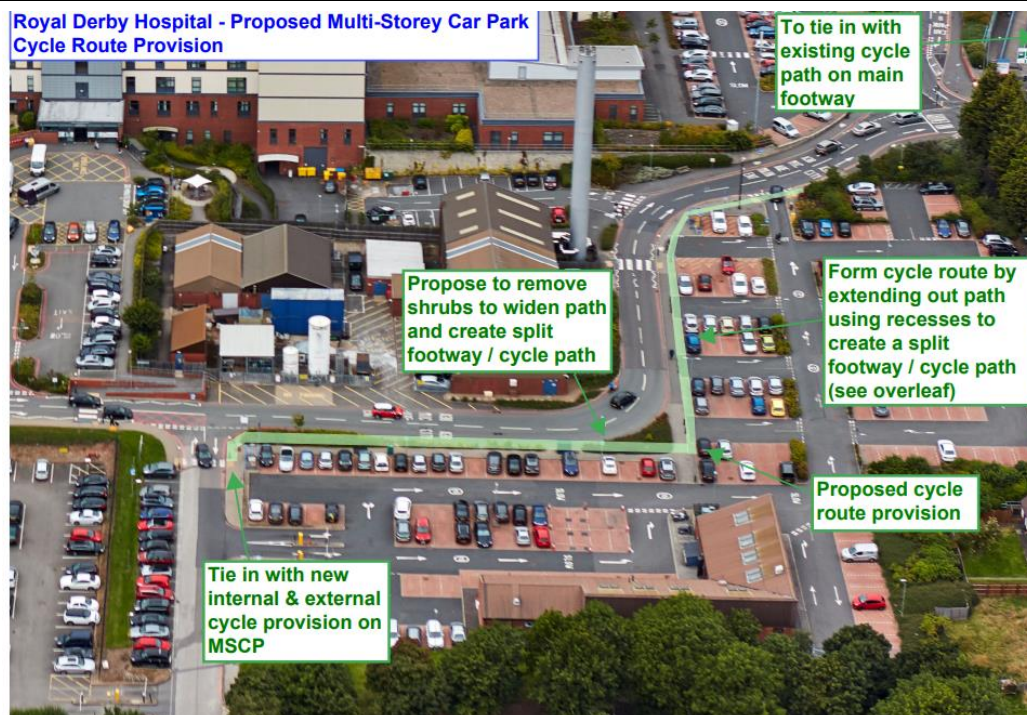 Royal Derby Hospital - Proposed Multi-Storey Car Park
Cycle Route Provision
To tie in with
existing cycle
path on main
footway
Propose to remove
shrubs to widen path
and create split
footway / cycle path
Form cycle route by
extending out path
using recesses to
create a split
footway / cycle path
(see overleaf)
Proposed cycle
route provision
Tie in with new
internal & external
cycle provision on
MSCP